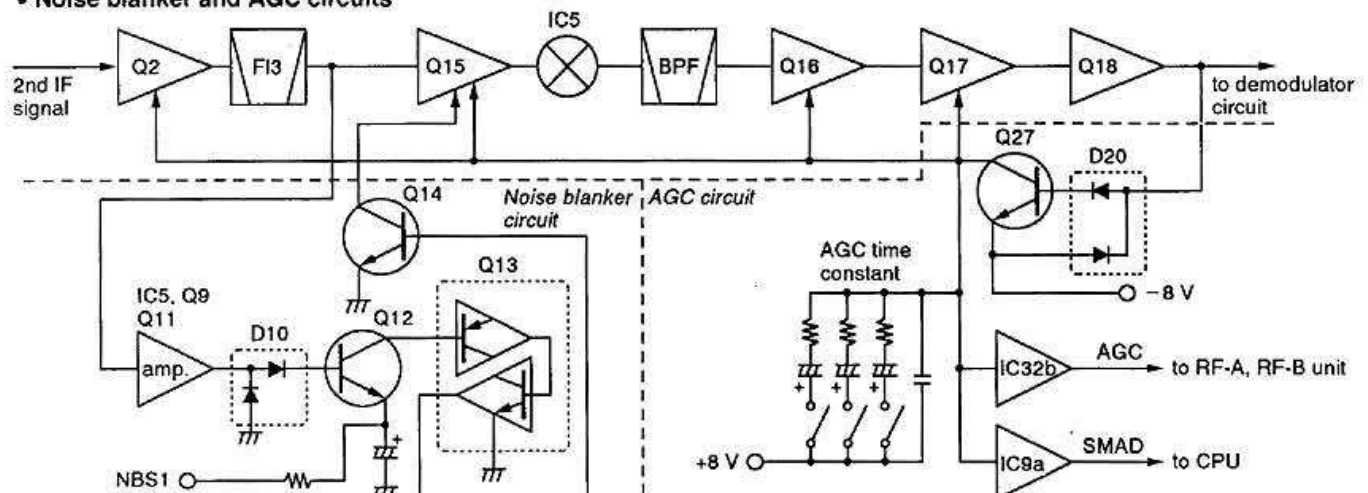 • Noise blanker and AGC circuits
IC5
Q2
FI3
Q15
BPF
Q16
Q17
Q18
2nd IF
signal
to demodulator
circuit
Q27
D20
Q14
Noise blanker
circuit
AGC circuit
AGC time
constant
Q13
−8 V
IC5, Q9
Q11
D10
Q12
amp.
+
+
+
+
IC32b
AGC
to RF-A, RF-B unit
NBS1
+8 V
IC9a
SMAD
to CPU